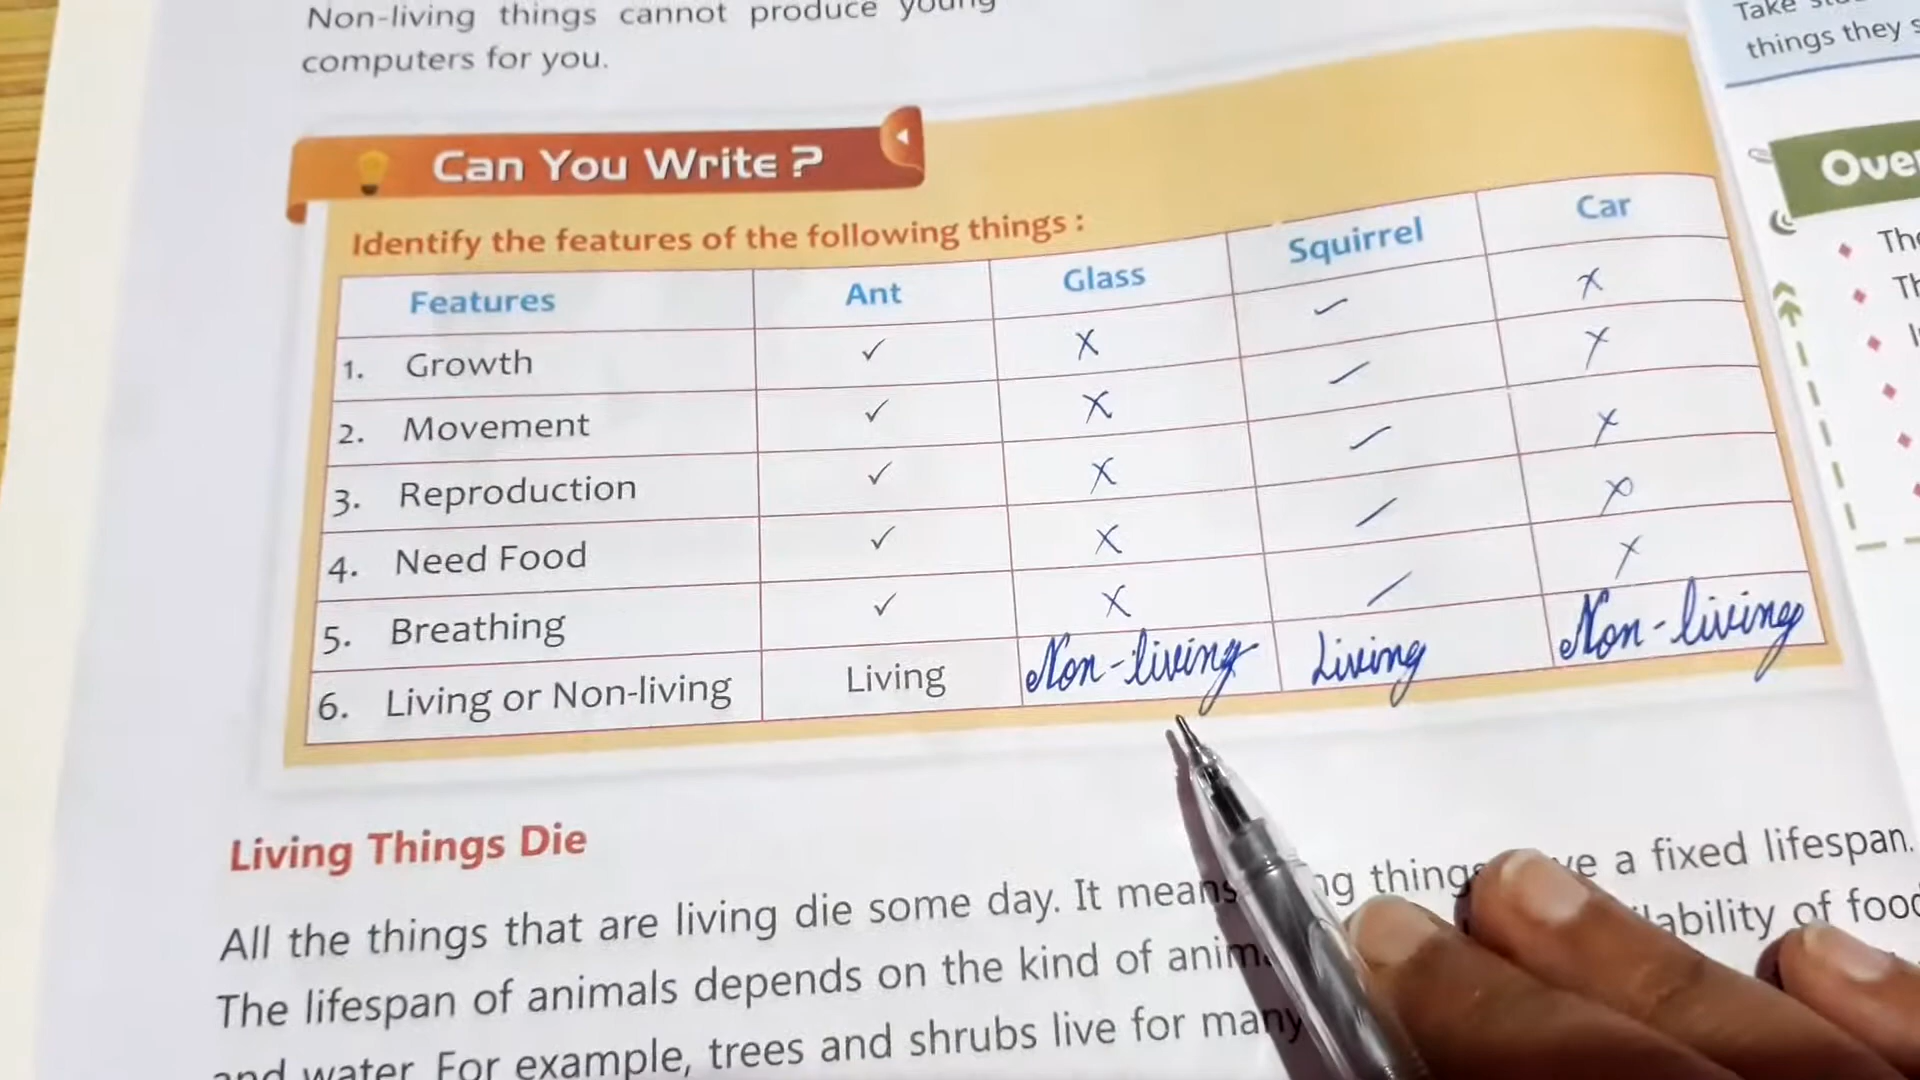 Non-living things cannot produce young
computers for you.
Take
things they s
Can You Write ?
Identify the features of the following things :
Features Ant Glass Squirrel Car
1. Growth ✓ X ✓ X
2. Movement ✓ X ✓ X
3. Reproduction ✓ X ✓ X
4. Need Food ✓ X ✓ X
5. Breathing ✓ X ✓ X
6. Living or Non-living Living Non-living Living Non-living
Ove
The
Th
Living Things Die
All the things that are living die some day. It means things a fixed lifespan.
The lifespan of animals depends on the kind of of food
and water. For example, trees and shrubs live for many